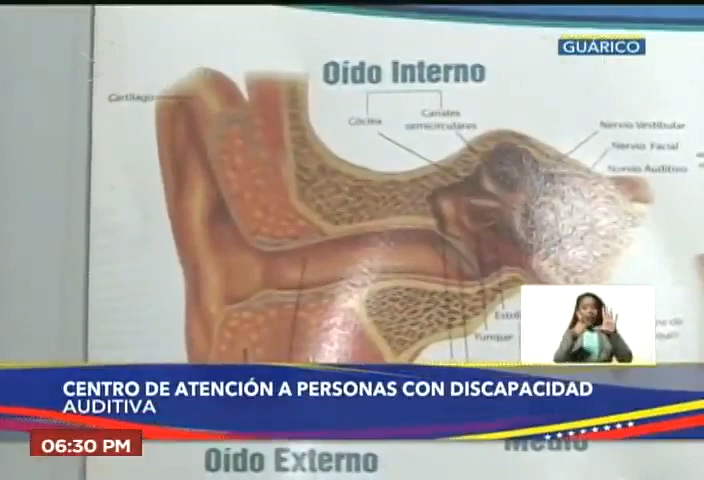 GUÁRICO
Oído Interno
Cartílago
Cóclea
Canales
semicirculares
Nervio Vestibular
Nervio Facial
Nervio Auditivo
Yunque
CENTRO DE ATENCIÓN A PERSONAS CON DISCAPACIDAD
AUDITIVA
06:30 PM
Medio
Oído Externo